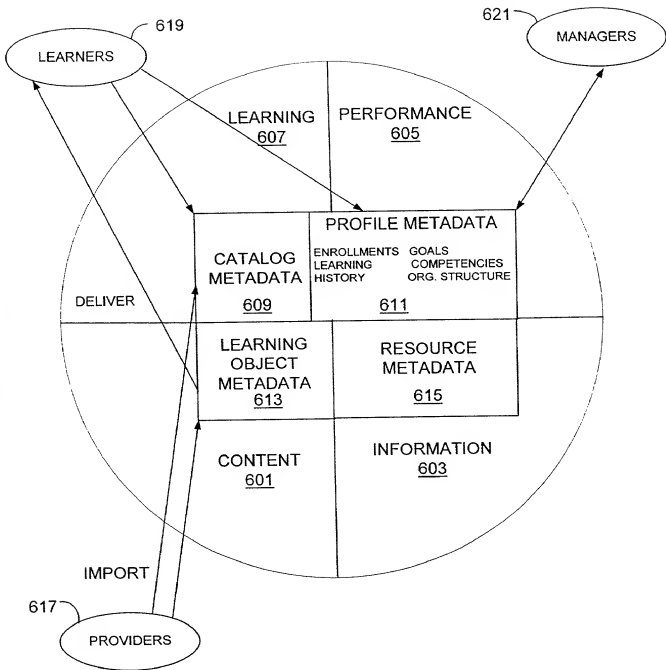 619
LEARNERS
621
MANAGERS
LEARNING
607
PERFORMANCE
605
PROFILE METADATA
ENROLLMENTS GOALS
LEARNING COMPETENCIES
HISTORY ORG. STRUCTURE
611
CATALOG
METADATA
609
DELIVER
LEARNING
OBJECT
METADATA
613
RESOURCE
METADATA
615
CONTENT
601
INFORMATION
603
IMPORT
617
PROVIDERS